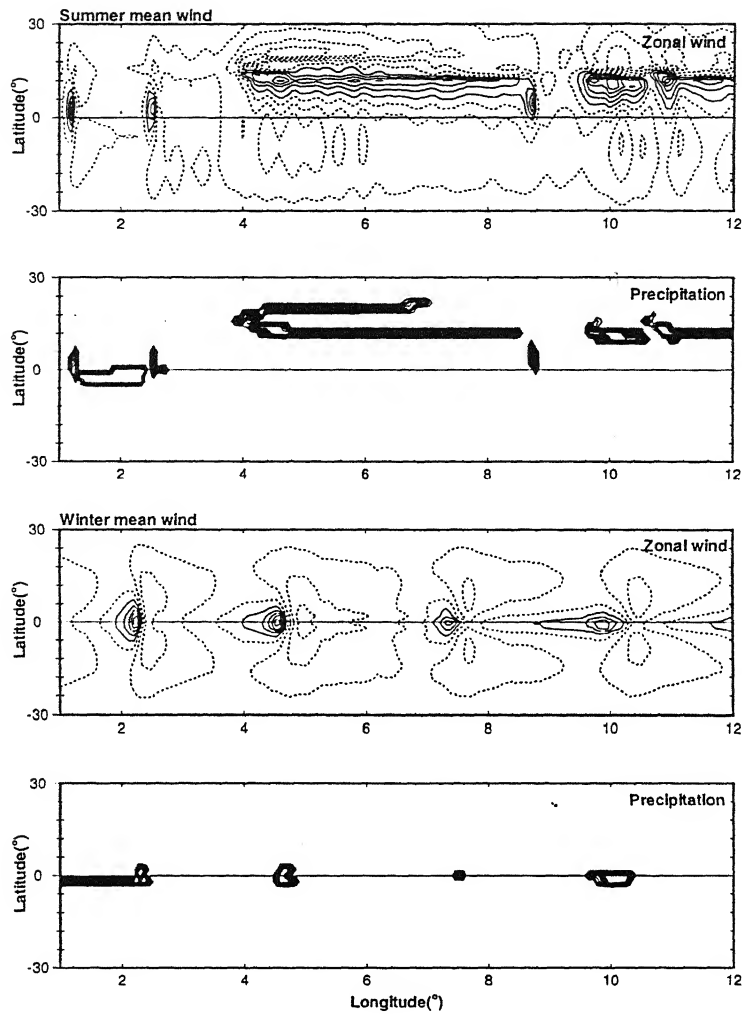 Summer mean wind
30
Zonal wind
Latitude(°)
0
-30
2 4 6 8 10 12
30
Precipitation
Latitude(°)
0
-30
2 4 6 8 10 12
Winter mean wind
30
Zonal wind
Latitude(°)
0
-30
2 4 6 8 10 12
30
Precipitation
Latitude(°)
0
-30
2 4 6 8 10 12
Longitude(°)